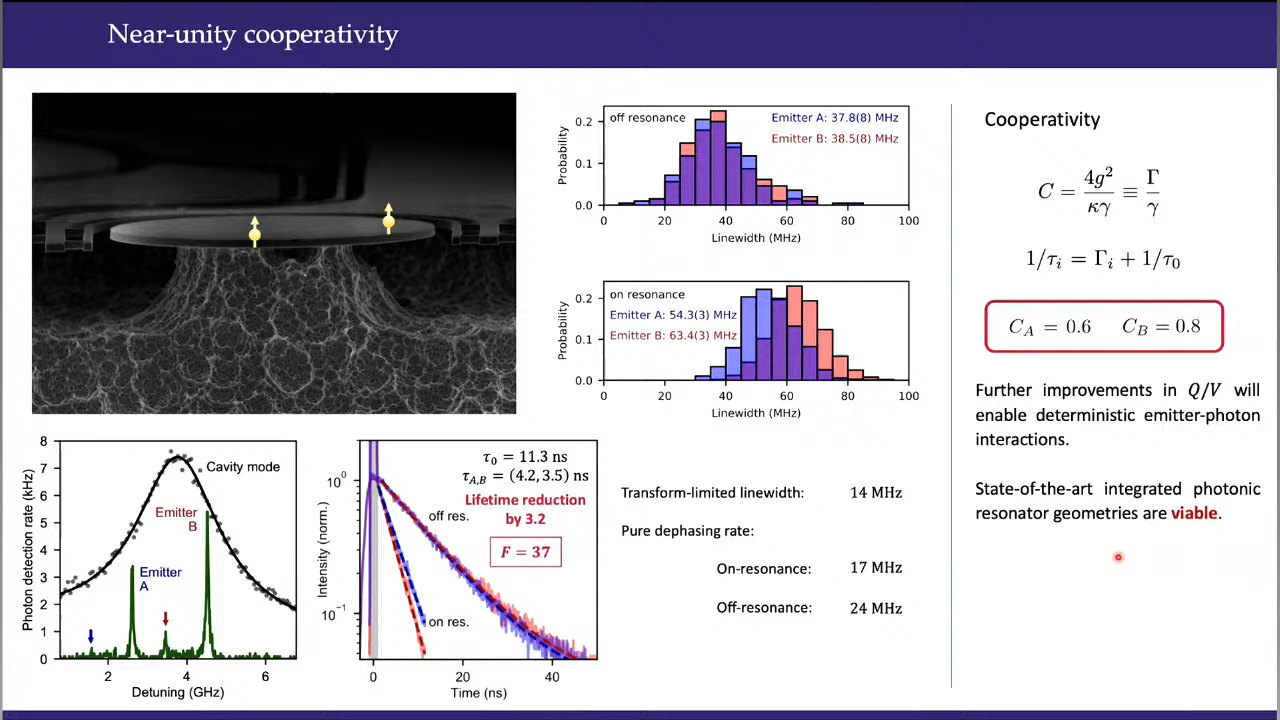 Near-unity cooperativity
off resonance
Emitter A: 37.8(8) MHz
Emitter B: 38.5(8) MHz
Probability
0.2
0.1
0.0
0 20 40 60 80 100
Linewidth (MHz)
on resonance
Emitter A: 54.3(3) MHz
Emitter B: 63.4(3) MHz
Probability
0.2
0.1
0.0
0 20 40 60 80 100
Linewidth (MHz)
8
7
6
5
4
3
2
1
0
Photon detection rate (kHz)
Cavity mode
Emitter
B
Emitter
A
2 4 6
Detuning (GHz)
Intensity (norm.)
10⁰
10⁻¹
τ₀ = 11.3 ns
τ_{A,B} = (4.2, 3.5) ns
Lifetime reduction
by 3.2
off res.
F = 37
on res.
0 20 40
Time (ns)
Transform-limited linewidth: 14 MHz
Pure dephasing rate:
On-resonance: 17 MHz
Off-resonance: 24 MHz
Cooperativity
C = 4g²/κγ ≡ Γ/γ
1/τᵢ = Γᵢ + 1/τ₀
C_A = 0.6 C_B = 0.8
Further improvements in Q/V will
enable deterministic emitter-photon
interactions.
State-of-the-art integrated photonic
resonator geometries are viable.